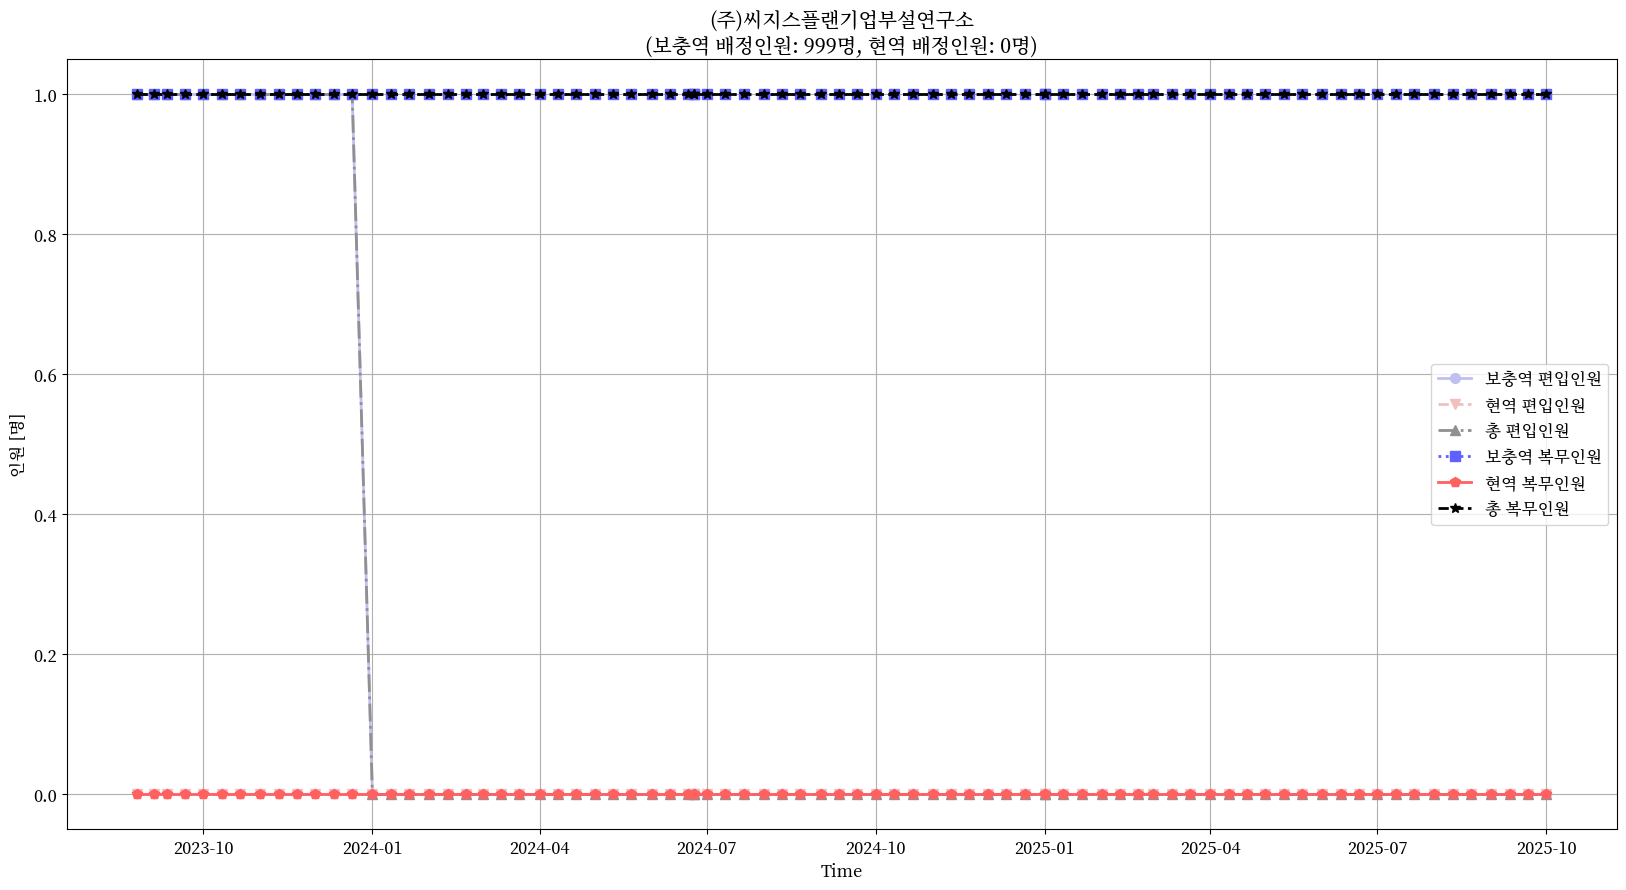 (주)씨지스플랜기업부설연구소
(보충역 배정인원: 999명, 현역 배정인원: 0명)
1.0
0.8
0.6
0.4
0.2
0.0
인원 [명]
보충역 편입인원
현역 편입인원
총 편입인원
보충역 복무인원
현역 복무인원
총 복무인원
2023-10
2024-01
2024-04
2024-07
2024-10
2025-01
2025-04
2025-07
2025-10
Time